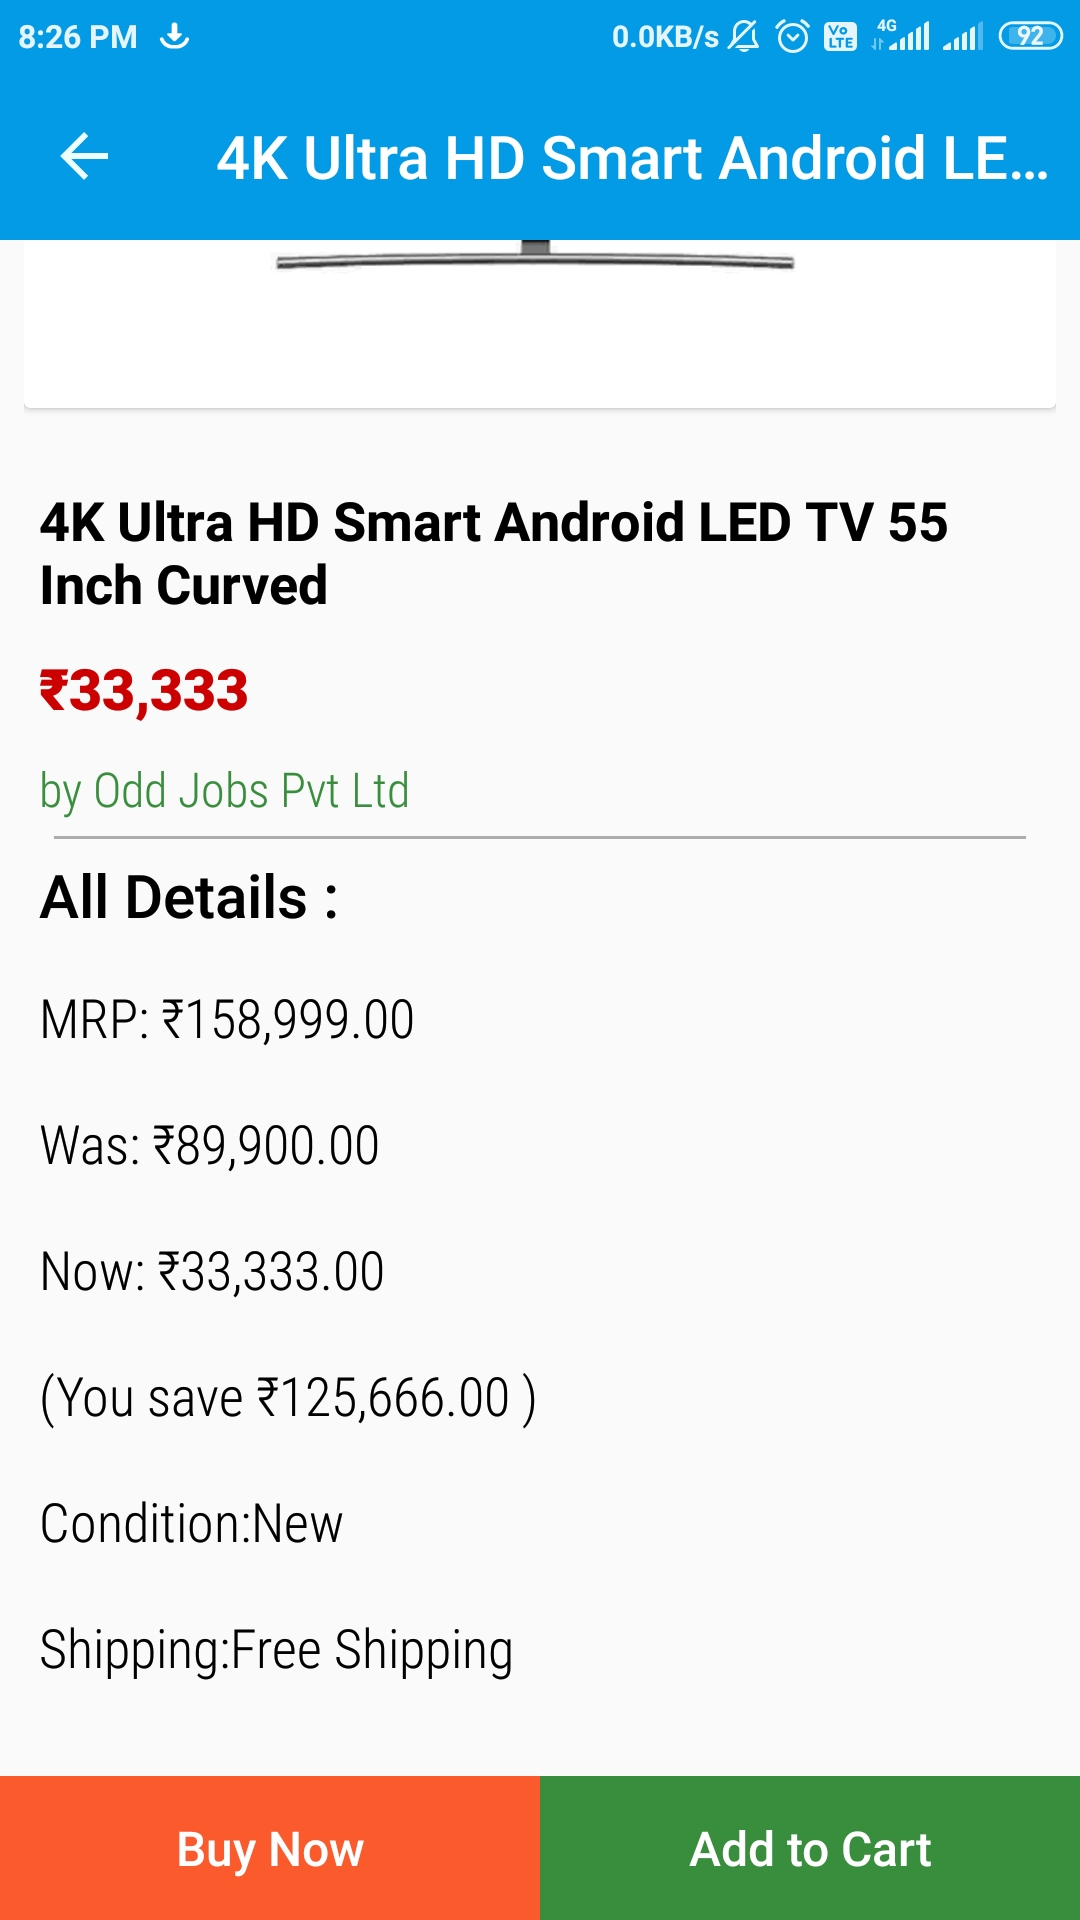 8:26 PM 0.0KB/s Vo LTE 4G 92
4K Ultra HD Smart Android LE...
4K Ultra HD Smart Android LED TV 55
Inch Curved
₹33,333
by Odd Jobs Pvt Ltd
All Details :
MRP: ₹158,999.00
Was: ₹89,900.00
Now: ₹33,333.00
(You save ₹125,666.00 )
Condition:New
Shipping:Free Shipping
Buy Now Add to Cart